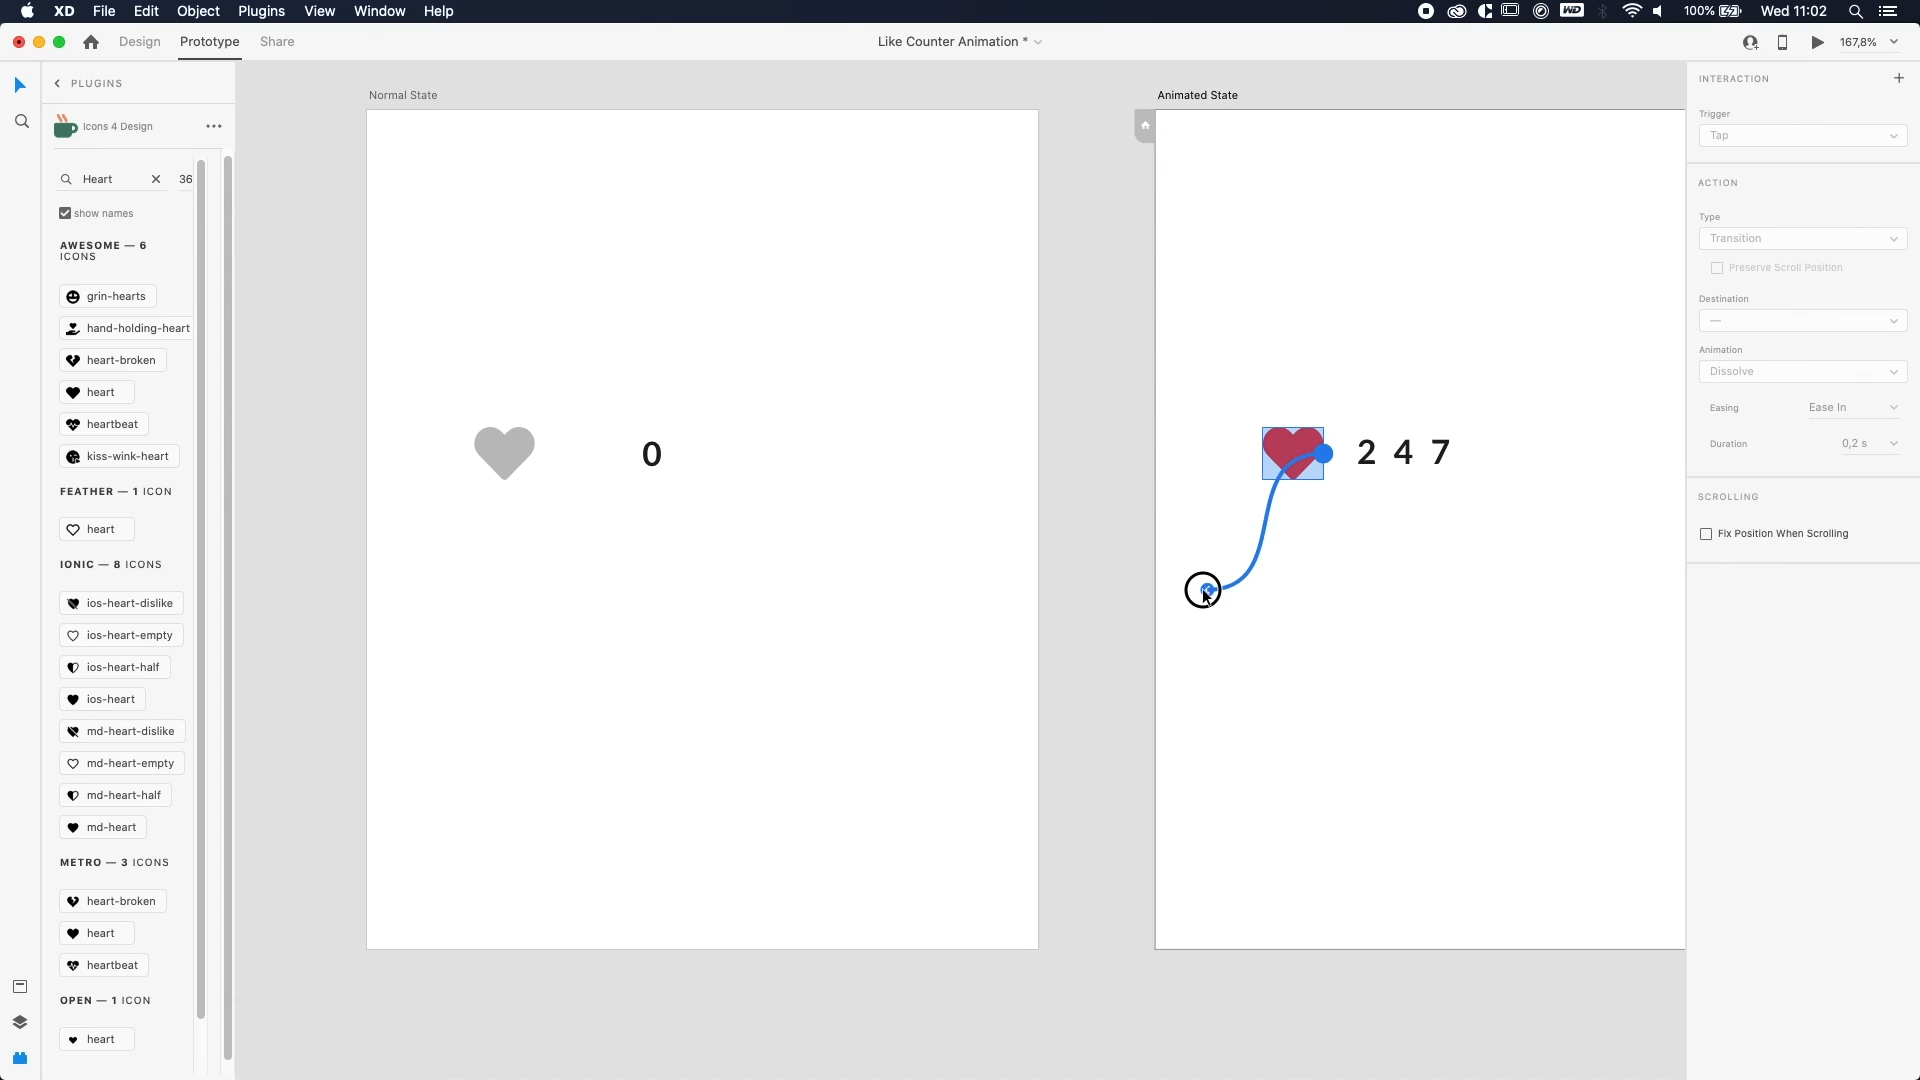 XD File Edit Object Plugins View Window Help
WD 100% Wed 11:02
Design Prototype Share
Like Counter Animation *
167,8%
PLUGINS
Icons 4 Design
Heart 36
show names
AWESOME — 6
ICONS
grin-hearts
hand-holding-heart
heart-broken
heart
heartbeat
kiss-wink-heart
FEATHER — 1 ICON
heart
IONIC — 8 ICONS
ios-heart-dislike
ios-heart-empty
ios-heart-half
ios-heart
md-heart-dislike
md-heart-empty
md-heart-half
md-heart
METRO — 3 ICONS
heart-broken
heart
heartbeat
OPEN — 1 ICON
heart
Normal State
0
Animated State
2 4 7
INTERACTION
Trigger
Tap
ACTION
Type
Transition
Preserve Scroll Position
Destination
—
Animation
Dissolve
Easing Ease In
Duration 0,2 s
SCROLLING
Fix Position When Scrolling